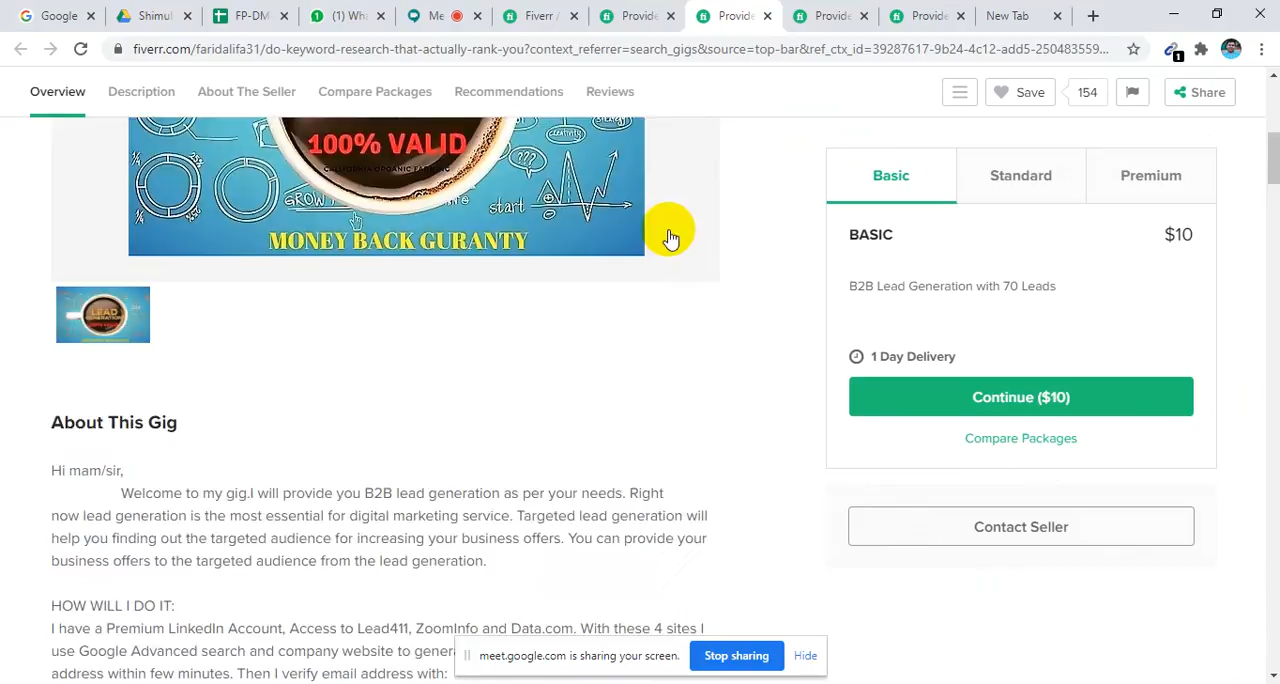 Google
Shimul
FP-DM-
(1) Wha
Me
Fiverr /
Provide
Provide
Provide
Provide
New Tab
fiverr.com/faridalifa31/do-keyword-research-that-actually-rank-you?context_referrer=search_gigs&source=top-bar&ref_ctx_id=39287617-9b24-4c12-add5-250483559...
1
Overview
Description
About The Seller
Compare Packages
Recommendations
Reviews
Save
154
Share
100% VALID
CALIFORNIA ORGANIC FARMING
creativity
???
GROW
start
MONEY BACK GURANTY
LEAD
Basic
Standard
Premium
BASIC
$10
B2B Lead Generation with 70 Leads
1 Day Delivery
Continue ($10)
Compare Packages
Contact Seller
About This Gig
Hi mam/sir,
Welcome to my gig.I will provide you B2B lead generation as per your needs. Right
now lead generation is the most essential for digital marketing service. Targeted lead generation will
help you finding out the targeted audience for increasing your business offers. You can provide your
business offers to the targeted audience from the lead generation.
HOW WILL I DO IT:
I have a Premium LinkedIn Account, Access to Lead411, ZoomInfo and Data.com. With these 4 sites I
use Google Advanced search and company website to gener
address within few minutes. Then I verify email address with:
meet.google.com is sharing your screen.
Stop sharing
Hide